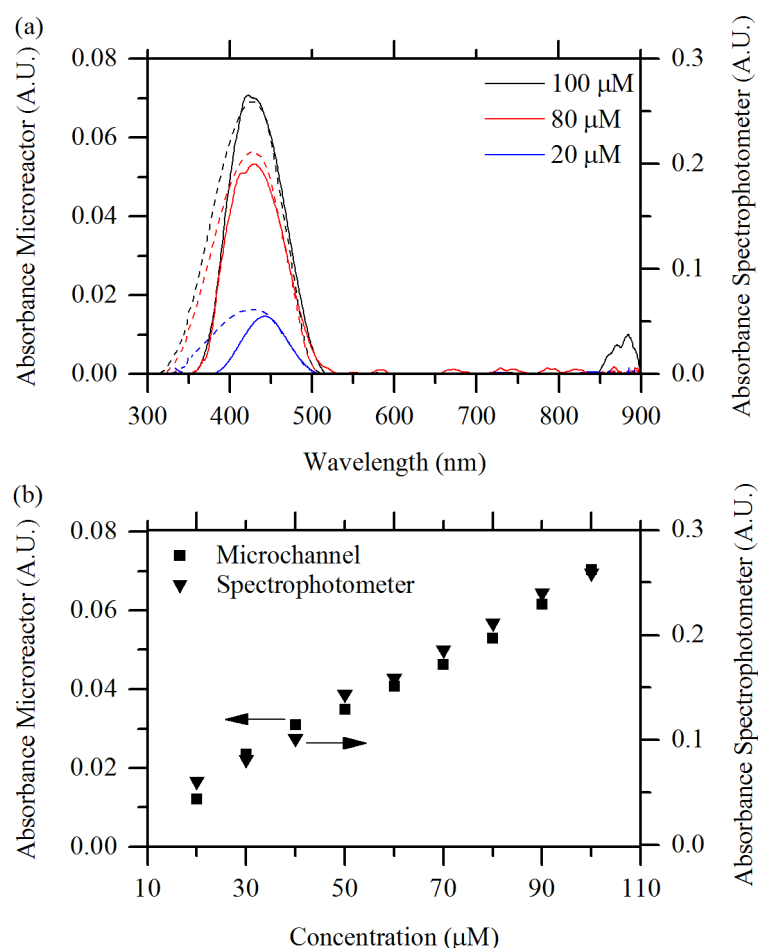 (a)
Absorbance Microreactor (A.U.)
0.08
0.06
0.04
0.02
0.00
100 μM
80 μM
20 μM
0.3
0.2
0.1
0.0
Absorbance Spectrophotometer (A.U.)
300 400 500 600 700 800 900
Wavelength (nm)
(b)
Absorbance Microreactor (A.U.)
0.08
0.06
0.04
0.02
0.00
Microchannel
Spectrophotometer
0.3
0.2
0.1
0.0
Absorbance Spectrophotometer (A.U.)
10 30 50 70 90 110
Concentration (μM)